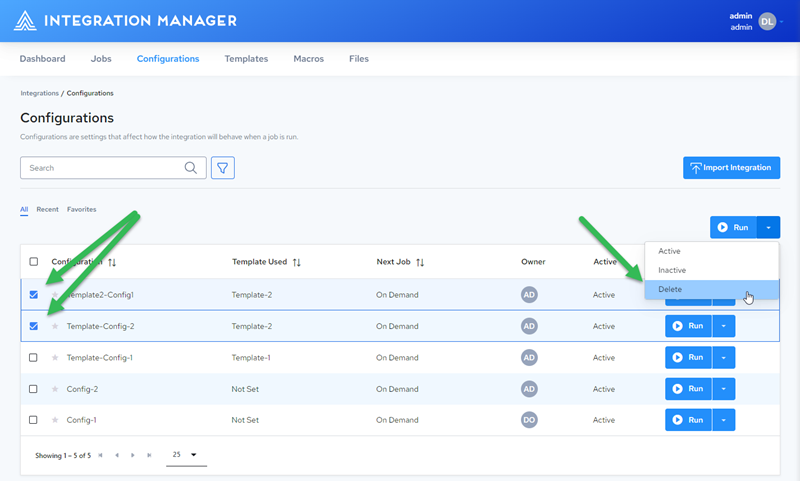 INTEGRATION MANAGER
admin
admin
DL
Dashboard Jobs Configurations Templates Macros Files
Integrations / Configurations
Configurations
Configurations are settings that affect how the integration will behave when a job is run.
Search
Import Integration
All Recent Favorites
Run
Configuration Template Used Next Job Owner Active
Active
Inactive
Delete
Template2-Config1 Template-2 On Demand AD Active
Template-Config-2 Template-2 On Demand AD Active Run
Template-Config-1 Template-1 On Demand AD Active Run
Config-2 Not Set On Demand AD Active Run
Config-1 Not Set On Demand DO Active Run
Showing 1 – 5 of 5 25